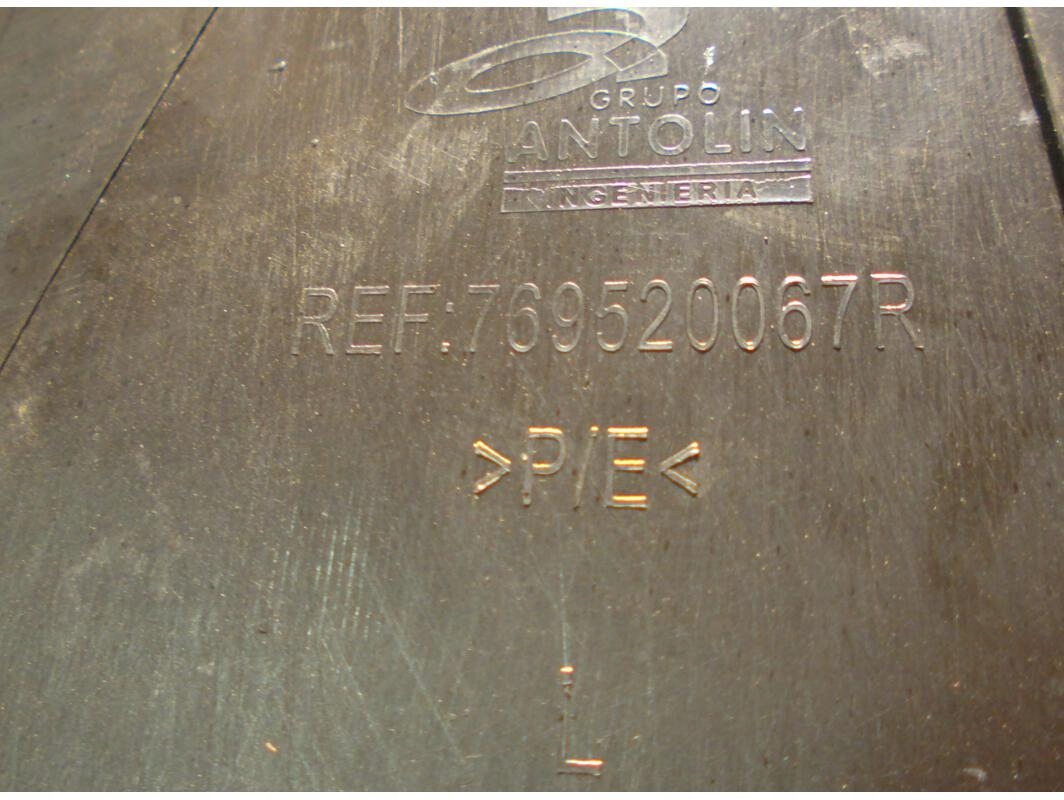 GRUPO
ANTOLIN
INGENIERIA
REF:769520067R
>P/E<
L